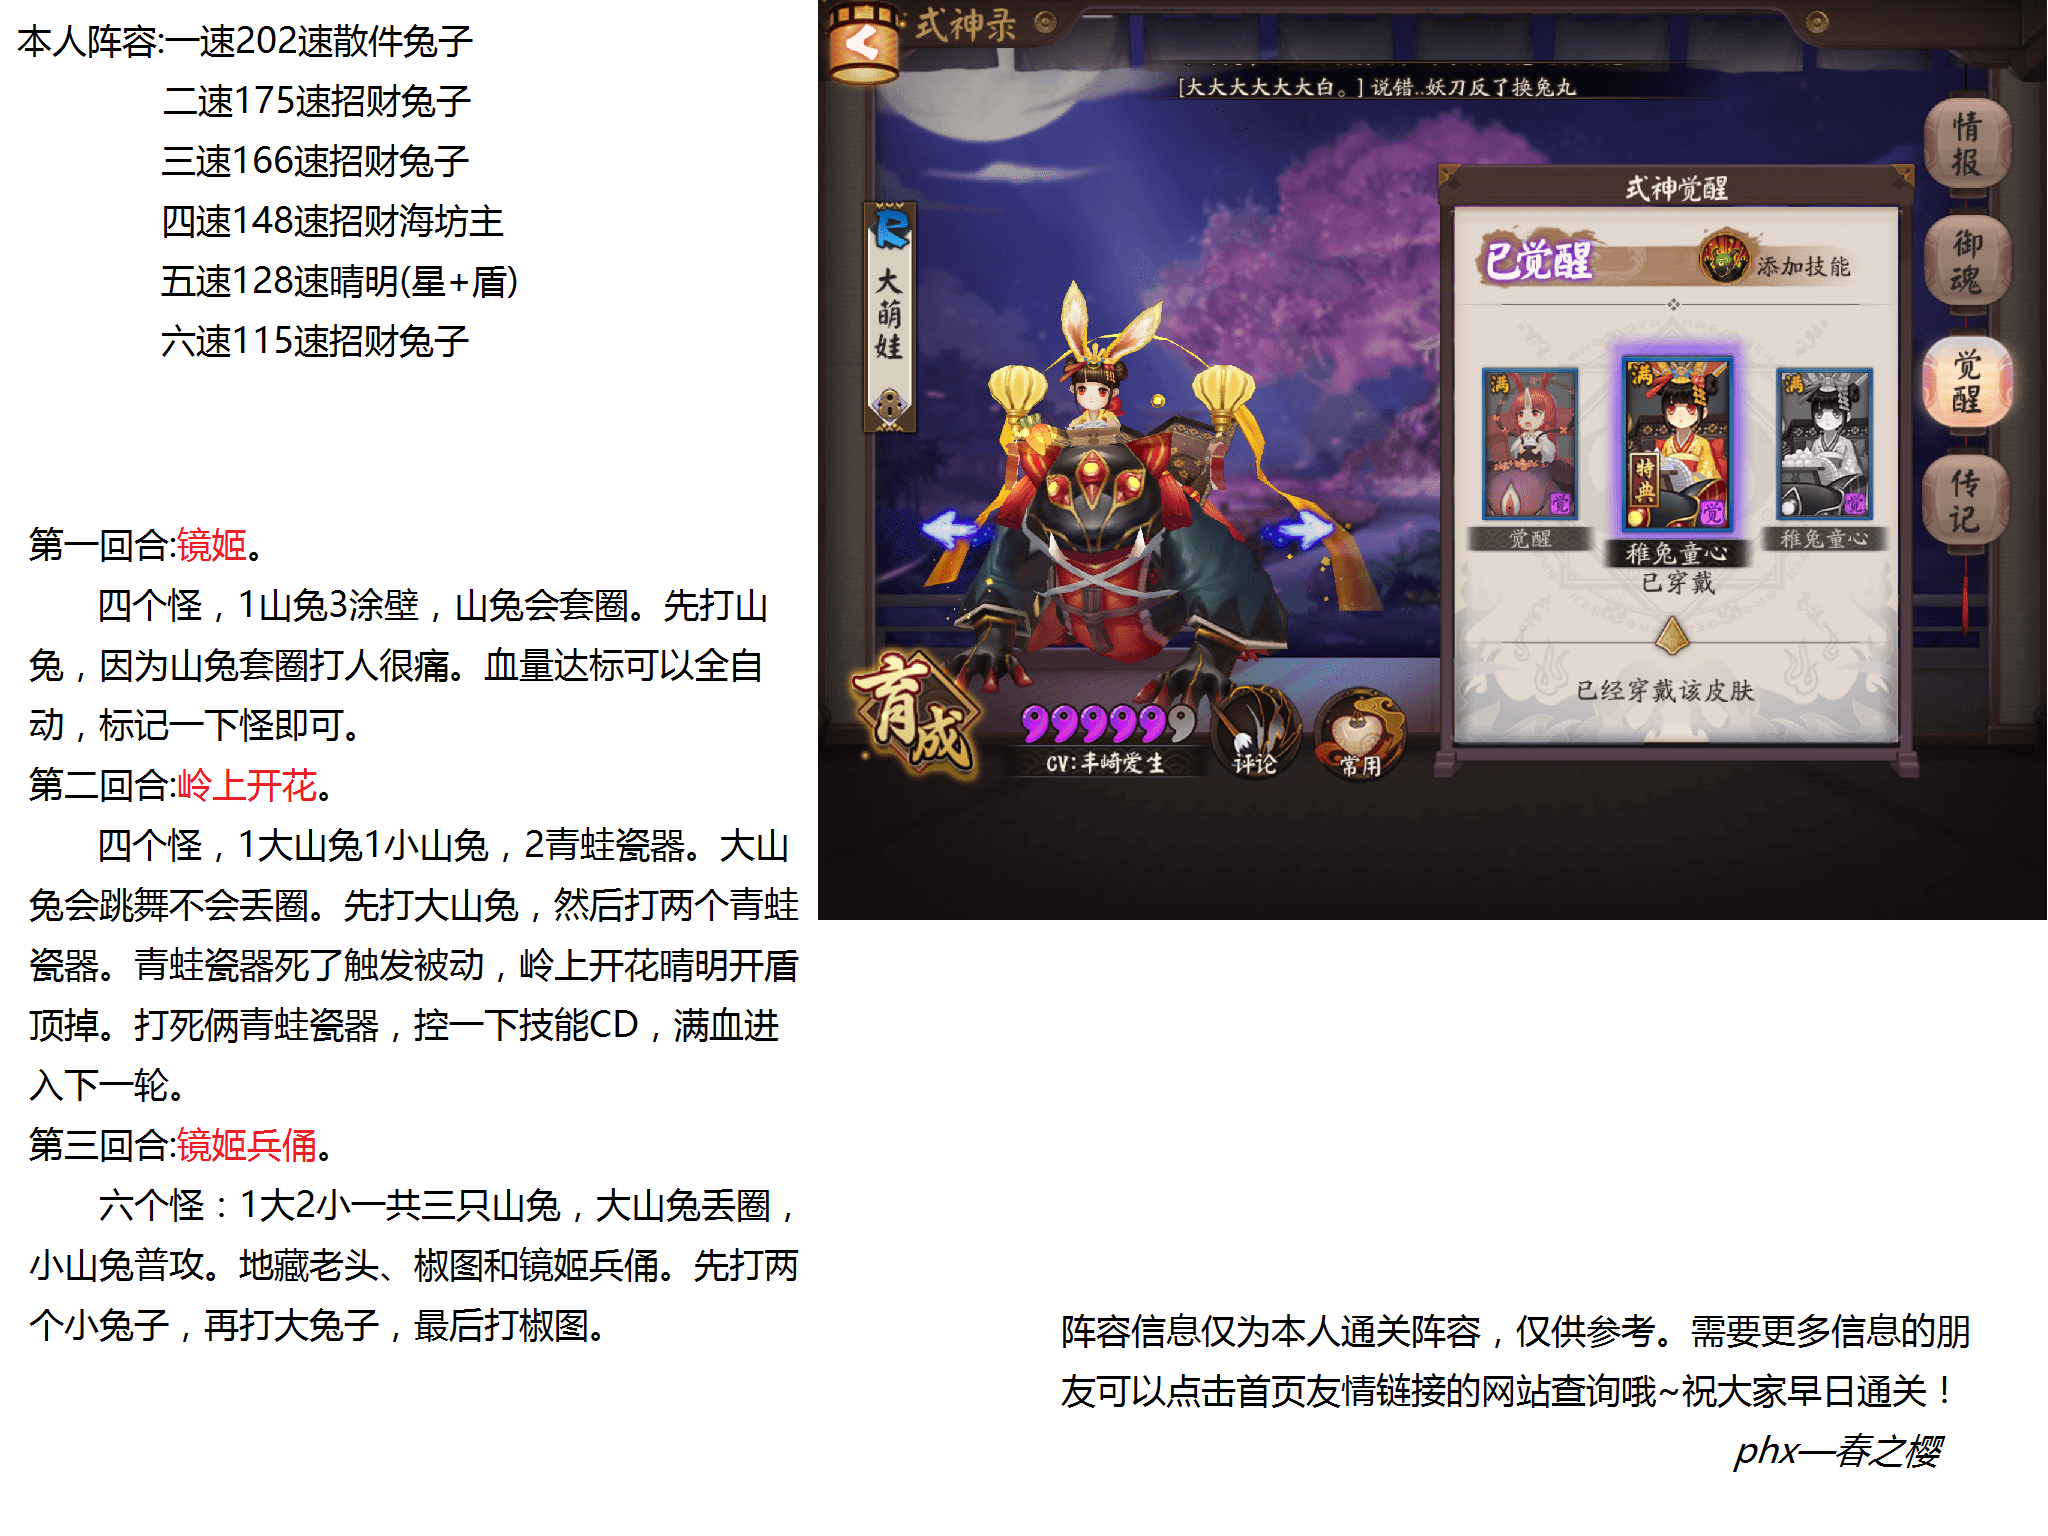 本人阵容:一速202速散件兔子
二速175速招财兔子
三速166速招财兔子
四速148速招财海坊主
五速128速晴明(星+盾)
六速115速招财兔子
第一回合:镜姬。
四个怪，1山兔3涂壁，山兔会套圈。先打山
兔，因为山兔套圈打人很痛。血量达标可以全自
动，标记一下怪即可。
第二回合:岭上开花。
四个怪，1大山兔1小山兔，2青蛙瓷器。大山
兔会跳舞不会丢圈。先打大山兔，然后打两个青蛙
瓷器。青蛙瓷器死了触发被动，岭上开花晴明开盾
顶掉。打死俩青蛙瓷器，控一下技能CD，满血进
入下一轮。
第三回合:镜姬兵俑。
六个怪：1大2小一共三只山兔，大山兔丢圈，
小山兔普攻。地藏老头、椒图和镜姬兵俑。先打两
个小兔子，再打大兔子，最后打椒图。
式神录
[大大大大大大白。] 说错..妖刀反了换兔丸
R
大萌娃
式神觉醒
已觉醒
添加技能
满
觉
觉醒
满
特典
觉
稚兔童心
已穿戴
满
觉
稚兔童心
已经穿戴该皮肤
情报
御魂
觉醒
传记
育成
CV:丰崎爱生
评论
常用
阵容信息仅为本人通关阵容，仅供参考。需要更多信息的朋
友可以点击首页友情链接的网站查询哦~祝大家早日通关！
phx—春之樱